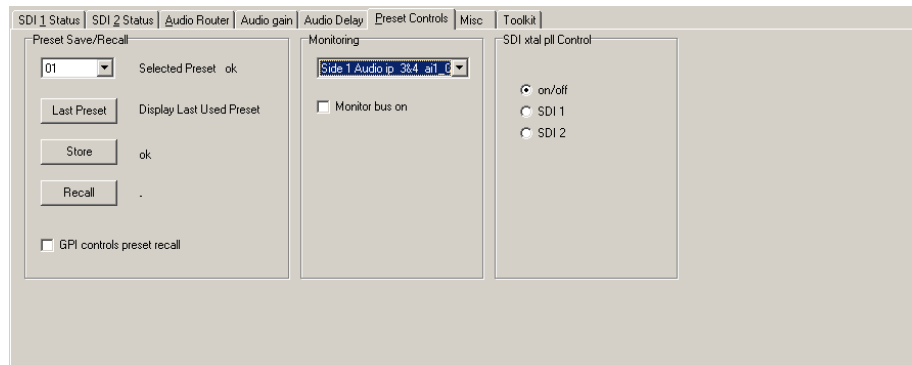 SDI 1 Status SDI 2 Status Audio Router Audio gain Audio Delay Preset Controls Misc Toolkit
Preset Save/Recall
01 Selected Preset ok
Last Preset Display Last Used Preset
Store ok
Recall .
GPI controls preset recall
Monitoring
Side 1 Audio ip 3&4 ai1_
Monitor bus on
SDI xtal pll Control
on/off
SDI 1
SDI 2